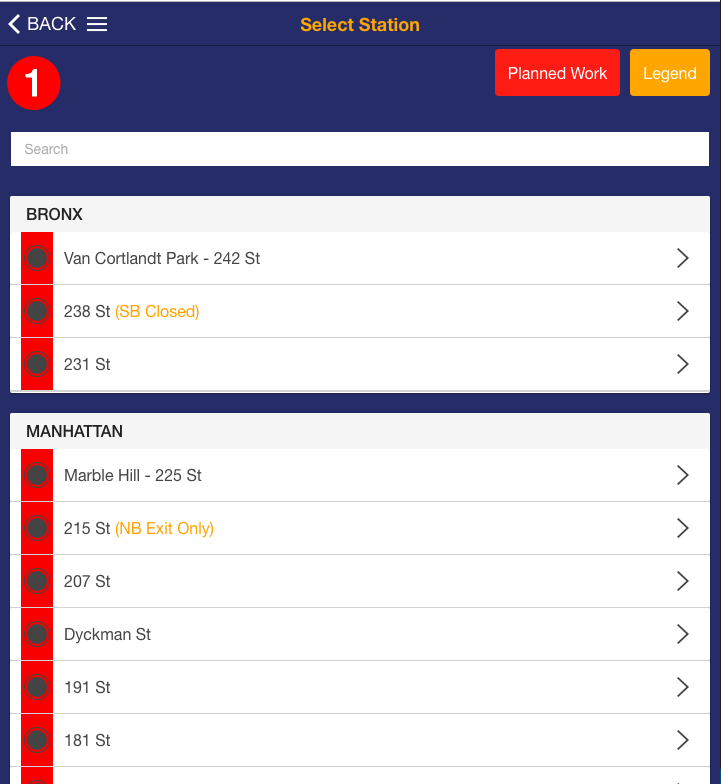 BACK
Select Station
1
Planned Work
Legend
Search
BRONX
Van Cortlandt Park - 242 St
238 St (SB Closed)
231 St
MANHATTAN
Marble Hill - 225 St
215 St (NB Exit Only)
207 St
Dyckman St
191 St
181 St